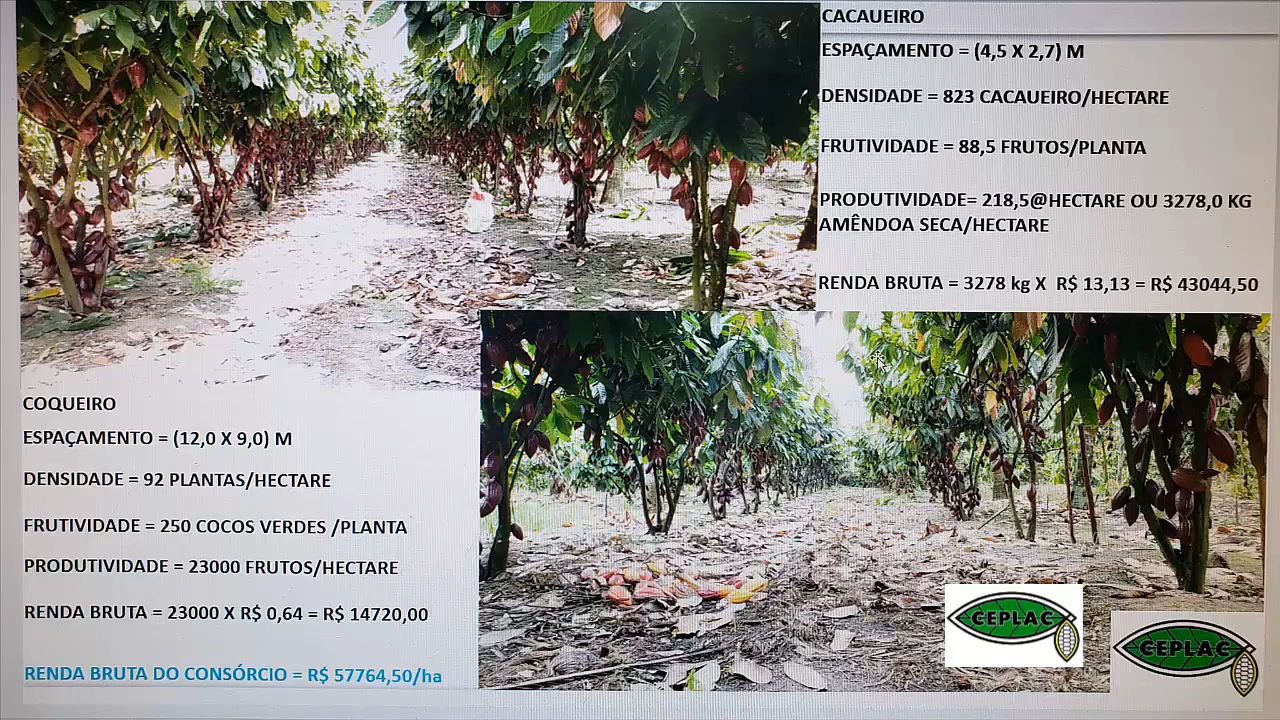 CACAUEIRO
ESPAÇAMENTO = (4,5 X 2,7) M
DENSIDADE = 823 CACAUEIRO/HECTARE
FRUTIVIDADE = 88,5 FRUTOS/PLANTA
PRODUTIVIDADE= 218,5@HECTARE OU 3278,0 KG
AMÊNDOA SECA/HECTARE
RENDA BRUTA = 3278 kg X  R$ 13,13 = R$ 43044,50
COQUEIRO
ESPAÇAMENTO = (12,0 X 9,0) M
DENSIDADE = 92 PLANTAS/HECTARE
FRUTIVIDADE = 250 COCOS VERDES /PLANTA
PRODUTIVIDADE = 23000 FRUTOS/HECTARE
RENDA BRUTA = 23000 X R$ 0,64 = R$ 14720,00
RENDA BRUTA DO CONSÓRCIO = R$ 57764,50/ha
CEPLAC
CEPLAC